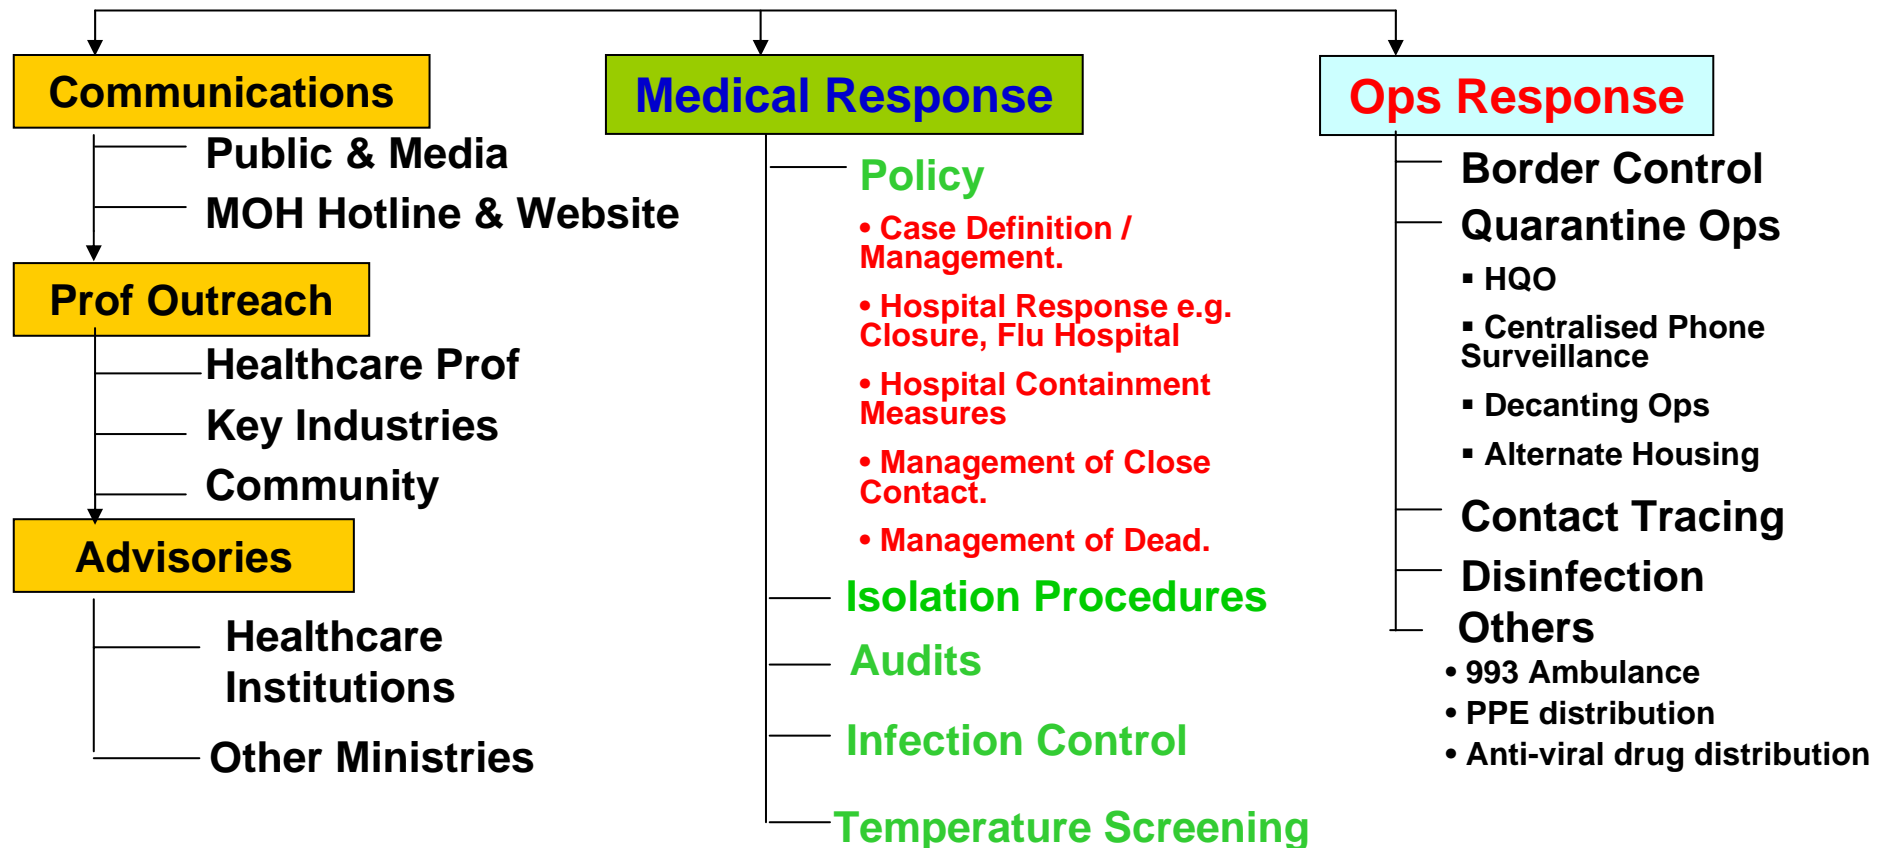 Communications
Public & Media
MOH Hotline & Website
Prof Outreach
Healthcare Prof
Key Industries
Community
Advisories
Healthcare
Institutions
Other Ministries
Medical Response
Policy
• Case Definition /
Management.
• Hospital Response e.g.
Closure, Flu Hospital
• Hospital Containment
Measures
• Management of Close
Contact.
• Management of Dead.
Isolation Procedures
Audits
Infection Control
Temperature Screening
Ops Response
Border Control
Quarantine Ops
▪ HQO
▪ Centralised Phone
Surveillance
▪ Decanting Ops
▪ Alternate Housing
Contact Tracing
Disinfection
Others
• 993 Ambulance
• PPE distribution
• Anti-viral drug distribution